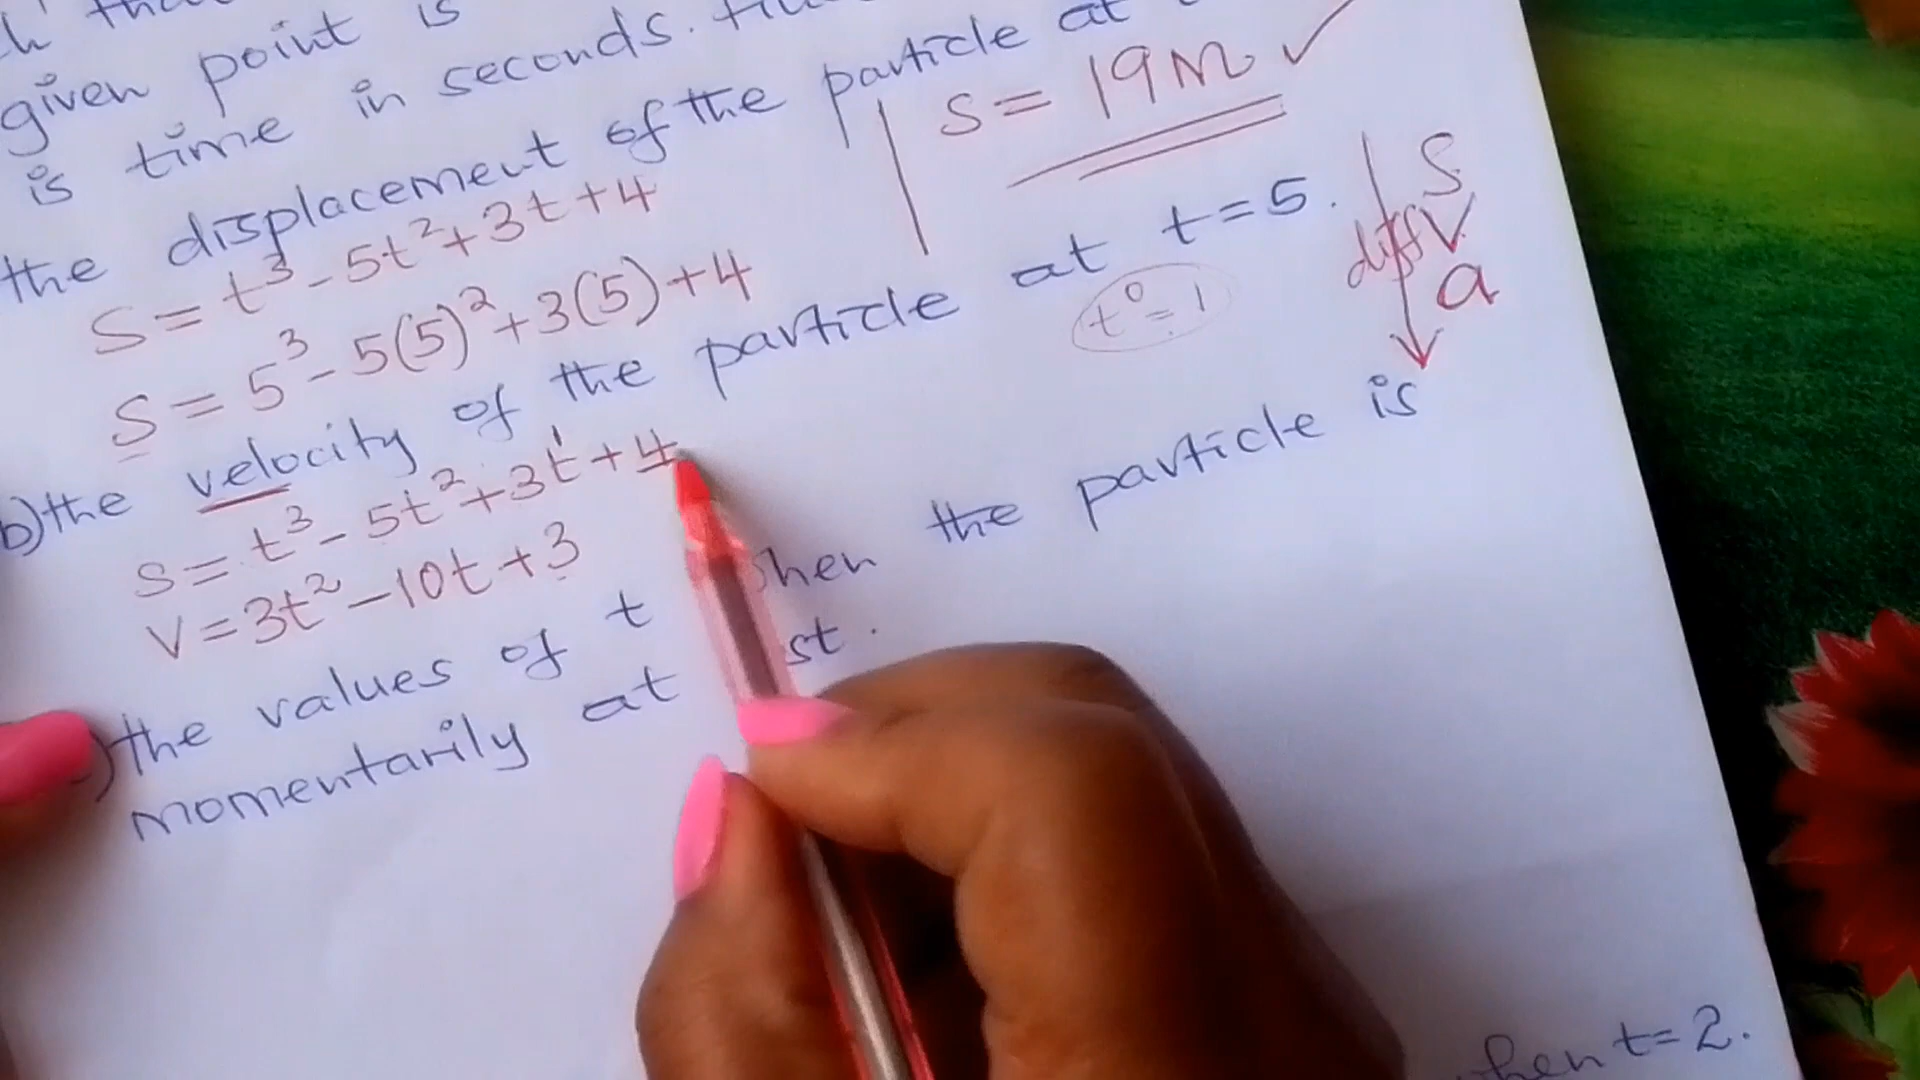 given point is
is time in seconds.
the displacement of the particle at
S = t³ - 5t² + 3t + 4
S = 5³ - 5(5)² + 3(5) + 4
S = 19m ✓
b) the velocity of the particle at t = 5.
t⁰ = 1
S
diff V
a
S = t³ - 5t² + 3t¹ + 4
V = 3t² - 10t + 3
) the values of t when the particle is
momentarily at st.
when t = 2.